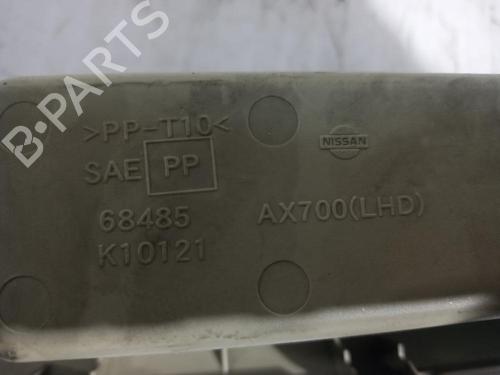 B-PARTS
>PP-T10<
NISSAN
SAE PP
68485 AX700(LHD)
K10121